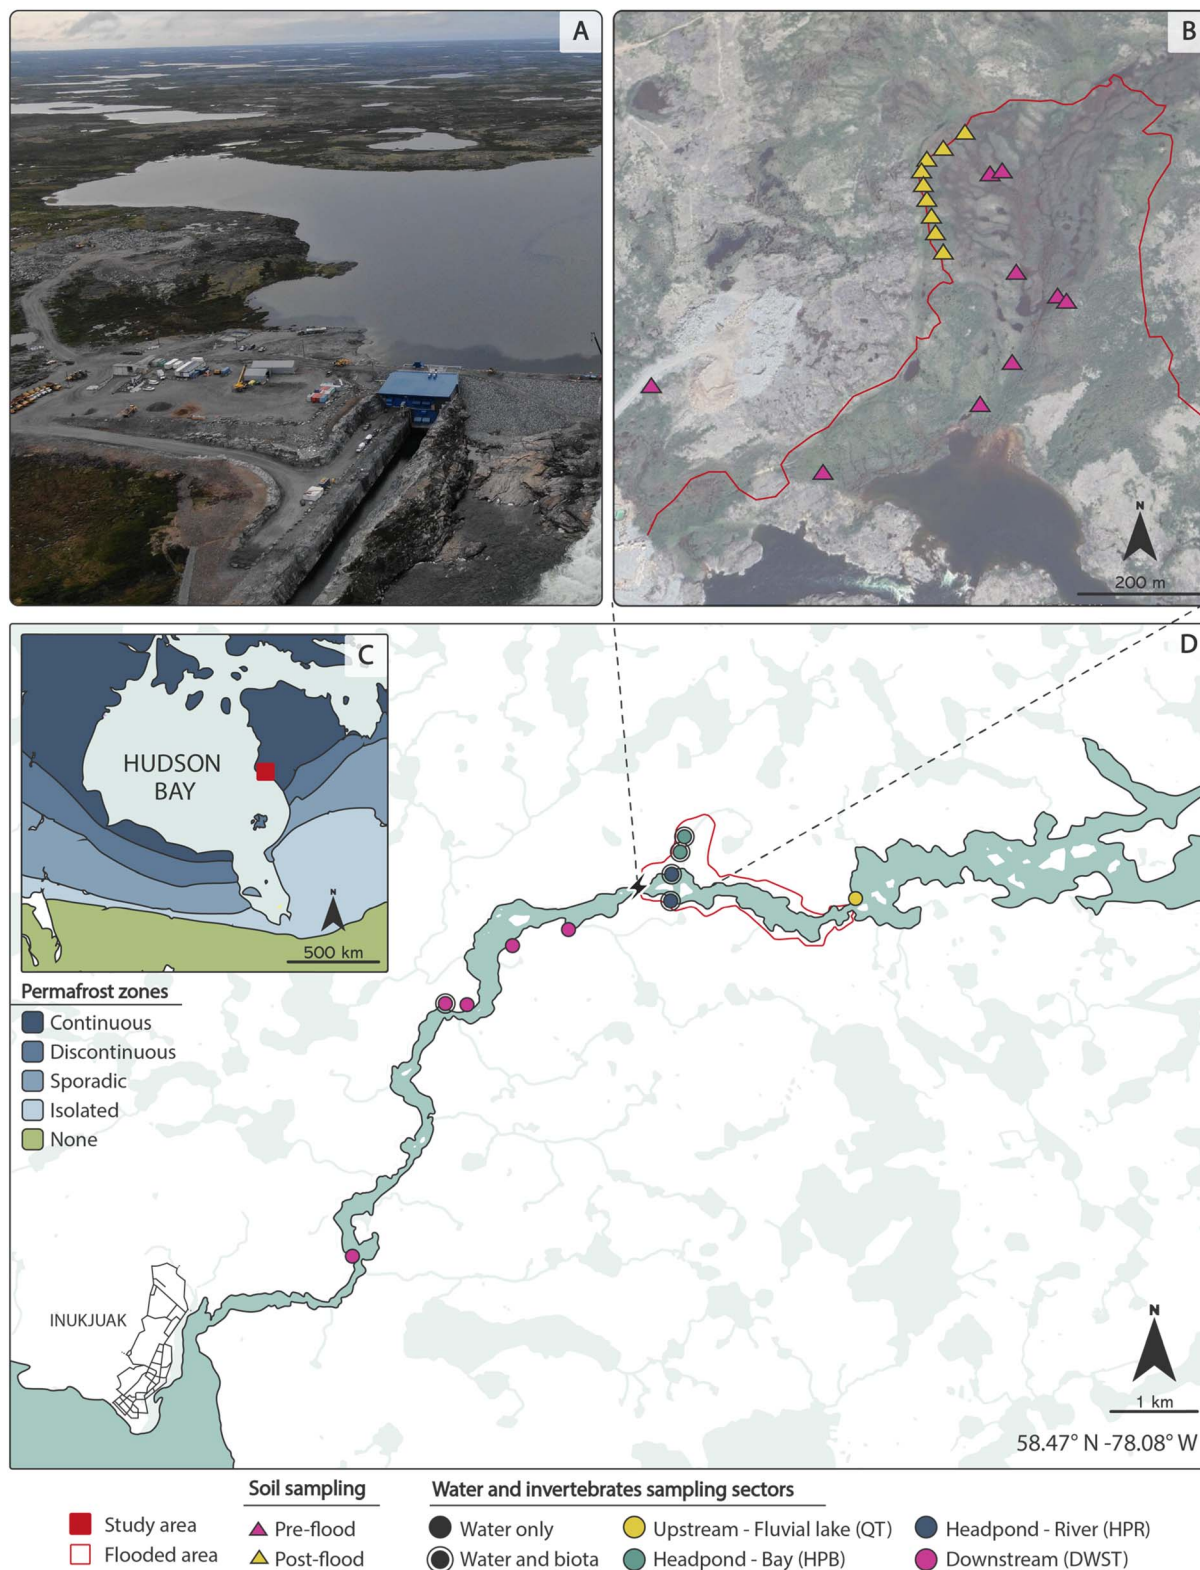 A
B
N
200 m
C
HUDSON
BAY
N
500 km
D
Permafrost zones
Continuous
Discontinuous
Sporadic
Isolated
None
INUKJUAK
N
1 km
58.47° N -78.08° W
Study area
Flooded area
Soil sampling
Pre-flood
Post-flood
Water and invertebrates sampling sectors
Water only
Water and biota
Upstream - Fluvial lake (QT)
Headpond - Bay (HPB)
Headpond - River (HPR)
Downstream (DWST)